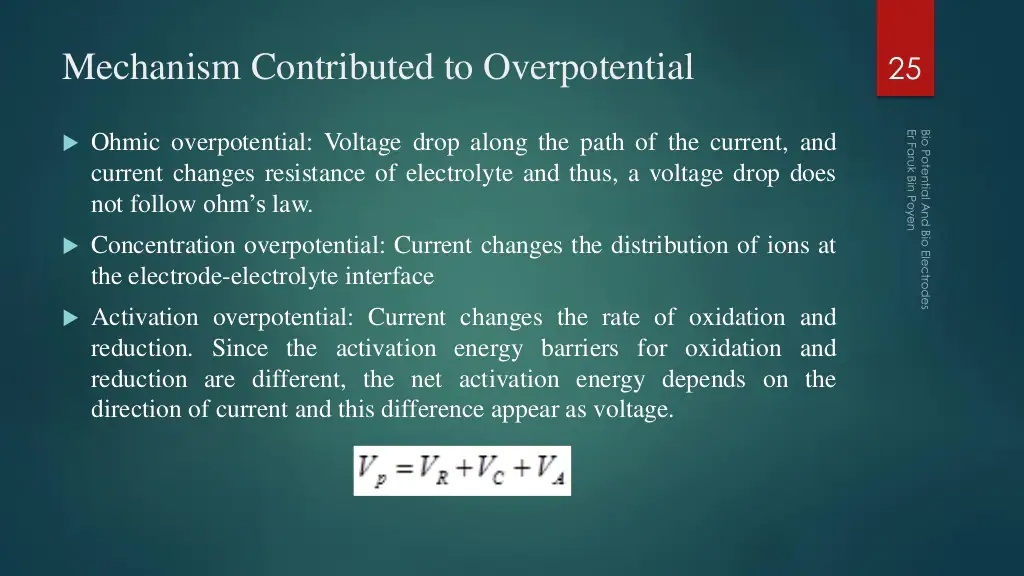 Mechanism Contributed to Overpotential
25
▶ Ohmic overpotential: Voltage drop along the path of the current, and
current changes resistance of electrolyte and thus, a voltage drop does
not follow ohm’s law.
▶ Concentration overpotential: Current changes the distribution of ions at
the electrode-electrolyte interface
▶ Activation overpotential: Current changes the rate of oxidation and
reduction. Since the activation energy barriers for oxidation and
reduction are different, the net activation energy depends on the
direction of current and this difference appear as voltage.
V_p = V_R + V_C + V_A
Bio Potential And Bio Electrodes
Er Faruk Bin Poyen